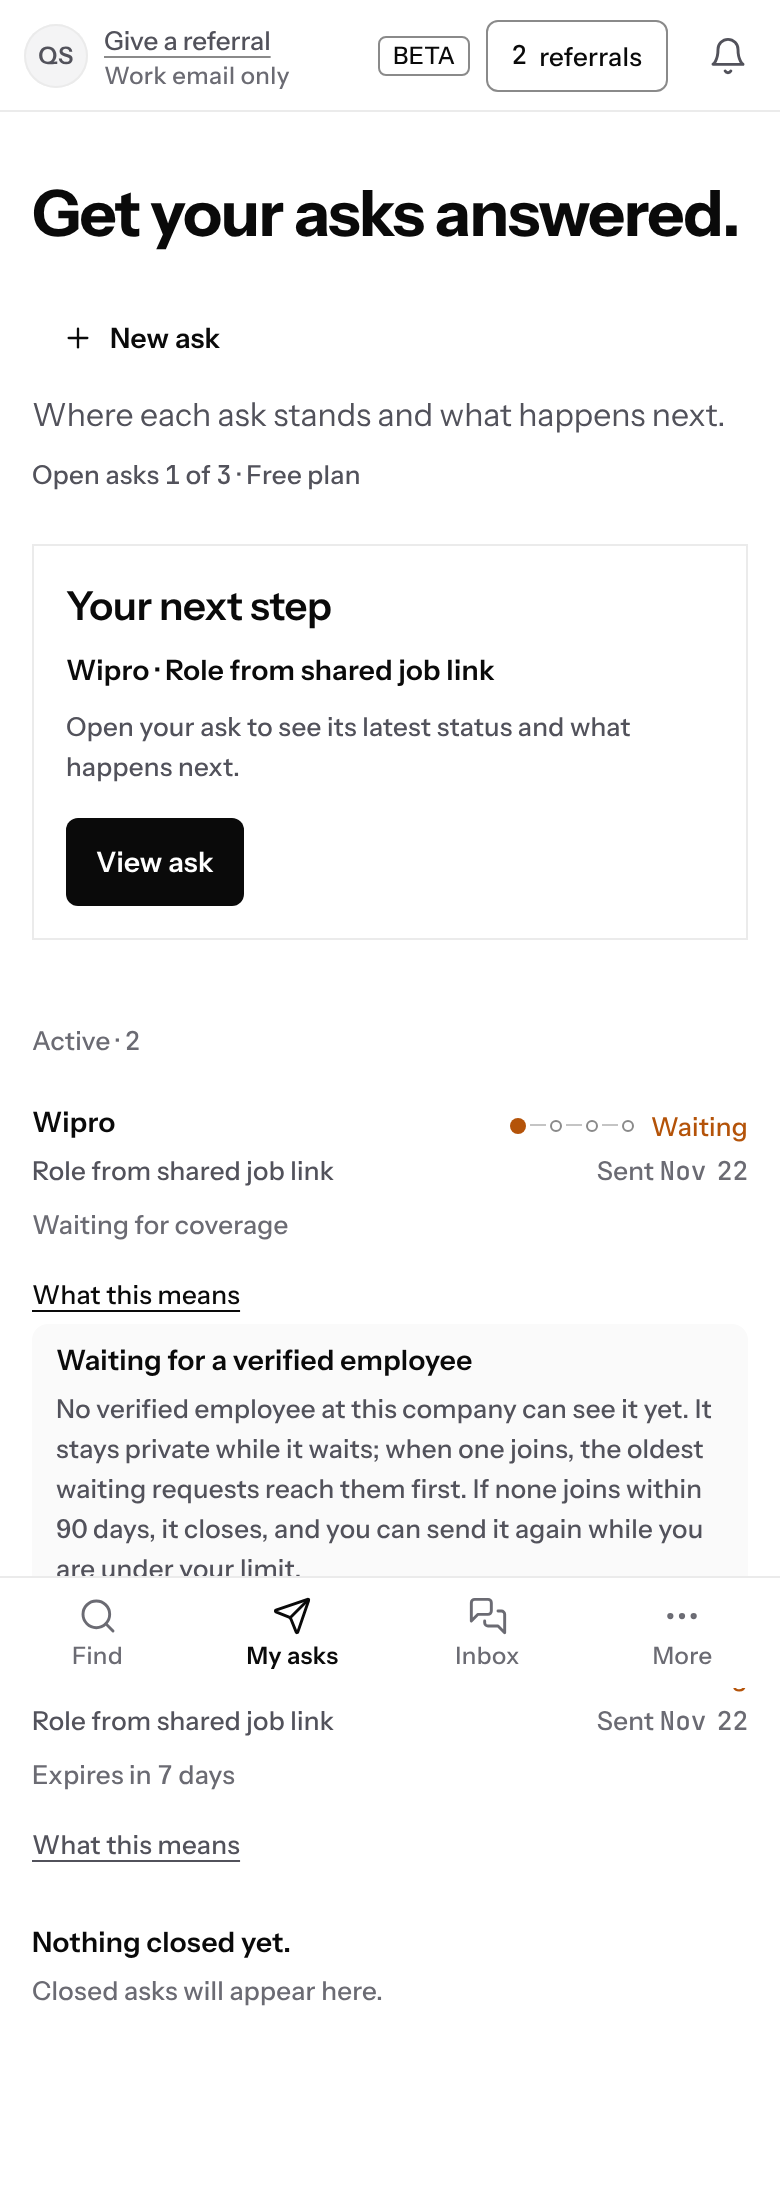 QS
Give a referral
Work email only
BETA
2 referrals
Get your asks answered.
New ask
Where each ask stands and what happens next.
Open asks 1 of 3 · Free plan
Your next step
Wipro · Role from shared job link
Open your ask to see its latest status and what
happens next.
View ask
Active · 2
Wipro
Waiting
Role from shared job link
Sent Nov 22
Waiting for coverage
What this means
Waiting for a verified employee
No verified employee at this company can see it yet. It
stays private while it waits; when one joins, the oldest
waiting requests reach them first. If none joins within
90 days, it closes, and you can send it again while you
are under your limit.
Find
My asks
Inbox
More
Role from shared job link
Sent Nov 22
Expires in 7 days
What this means
Nothing closed yet.
Closed asks will appear here.